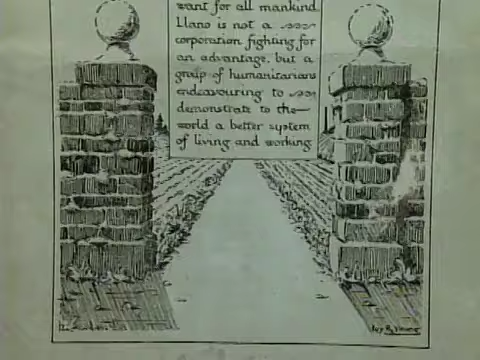 want for all mankind.
Llano is not a
corporation fighting for
an advantage, but a
group of humanitarians
endeavouring to
demonstrate to the
world a better system
of living and working